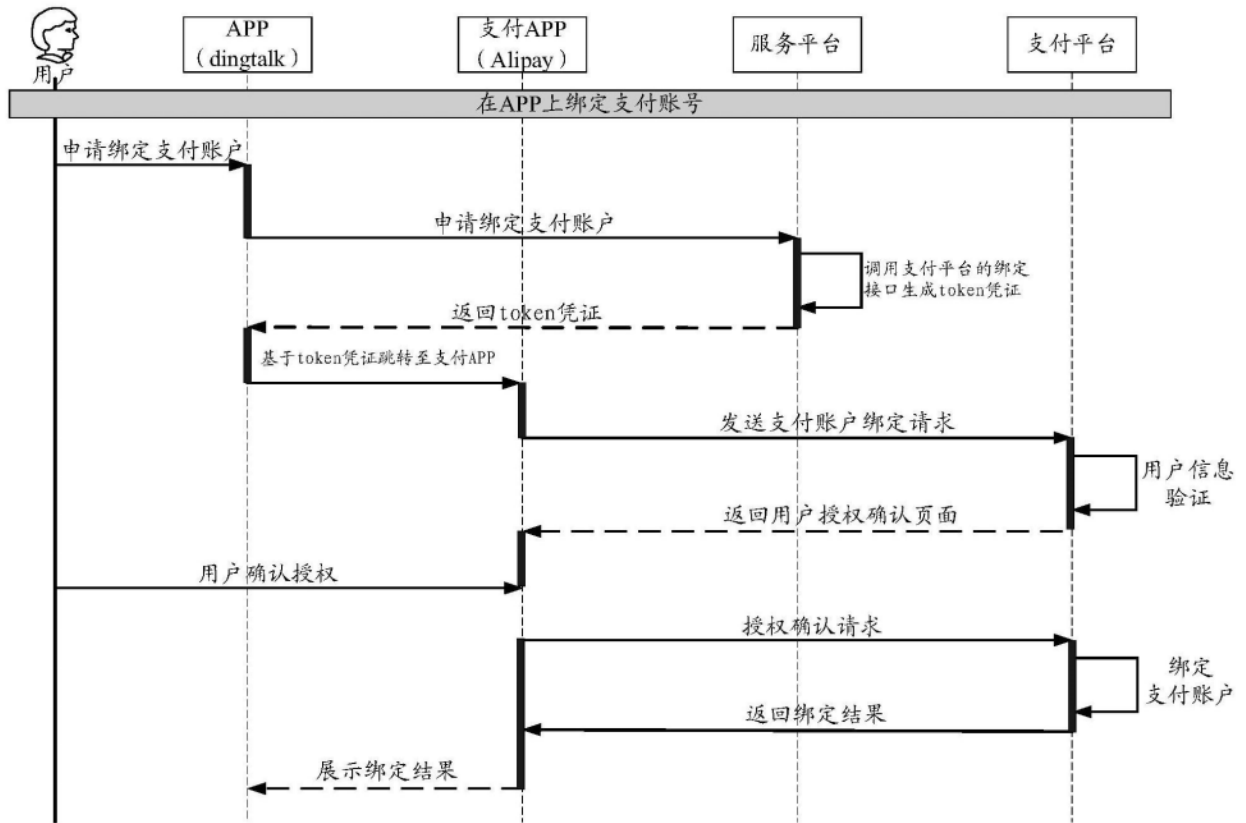 用户
APP
（dingtalk）
支付APP
（Alipay）
服务平台
支付平台
在APP上绑定支付账号
申请绑定支付账户
申请绑定支付账户
调用支付平台的绑定
接口生成token凭证
返回token凭证
基于token凭证跳转至支付APP
发送支付账户绑定请求
用户信息
验证
返回用户授权确认页面
用户确认授权
授权确认请求
绑定
支付账户
返回绑定结果
展示绑定结果